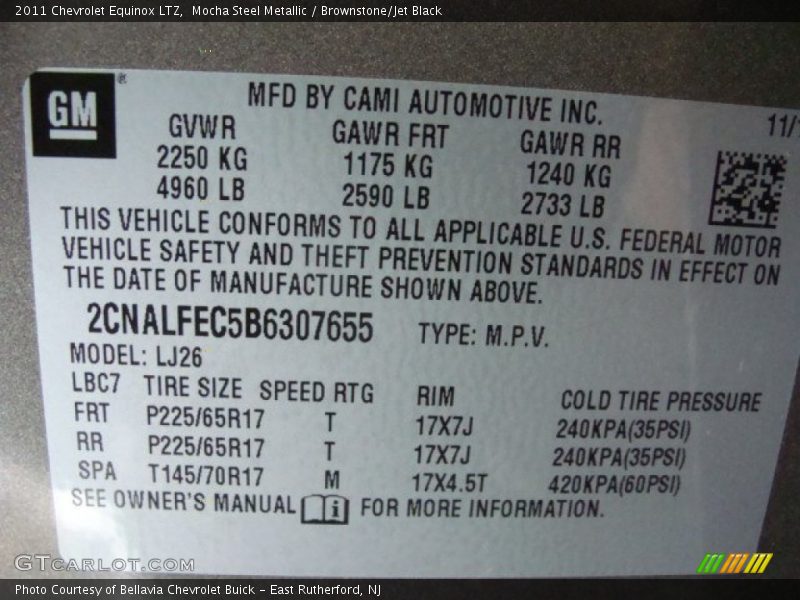 2011 Chevrolet Equinox LTZ,  Mocha Steel Metallic / Brownstone/Jet Black
GM ®
MFD BY CAMI AUTOMOTIVE INC.
11/
GVWR GAWR FRT GAWR RR
2250 KG 1175 KG 1240 KG
4960 LB 2590 LB 2733 LB
THIS VEHICLE CONFORMS TO ALL APPLICABLE U.S. FEDERAL MOTOR
VEHICLE SAFETY AND THEFT PREVENTION STANDARDS IN EFFECT ON
THE DATE OF MANUFACTURE SHOWN ABOVE.
2CNALFEC5B6307655 TYPE: M.P.V.
MODEL: LJ26
LBC7 TIRE SIZE SPEED RTG RIM COLD TIRE PRESSURE
FRT P225/65R17 T 17X7J 240KPA(35PSI)
RR P225/65R17 T 17X7J 240KPA(35PSI)
SPA T145/70R17 M 17X4.5T 420KPA(60PSI)
SEE OWNER'S MANUAL i FOR MORE INFORMATION.
GTCARLOT.COM
Photo Courtesy of Bellavia Chevrolet Buick – East Rutherford, NJ